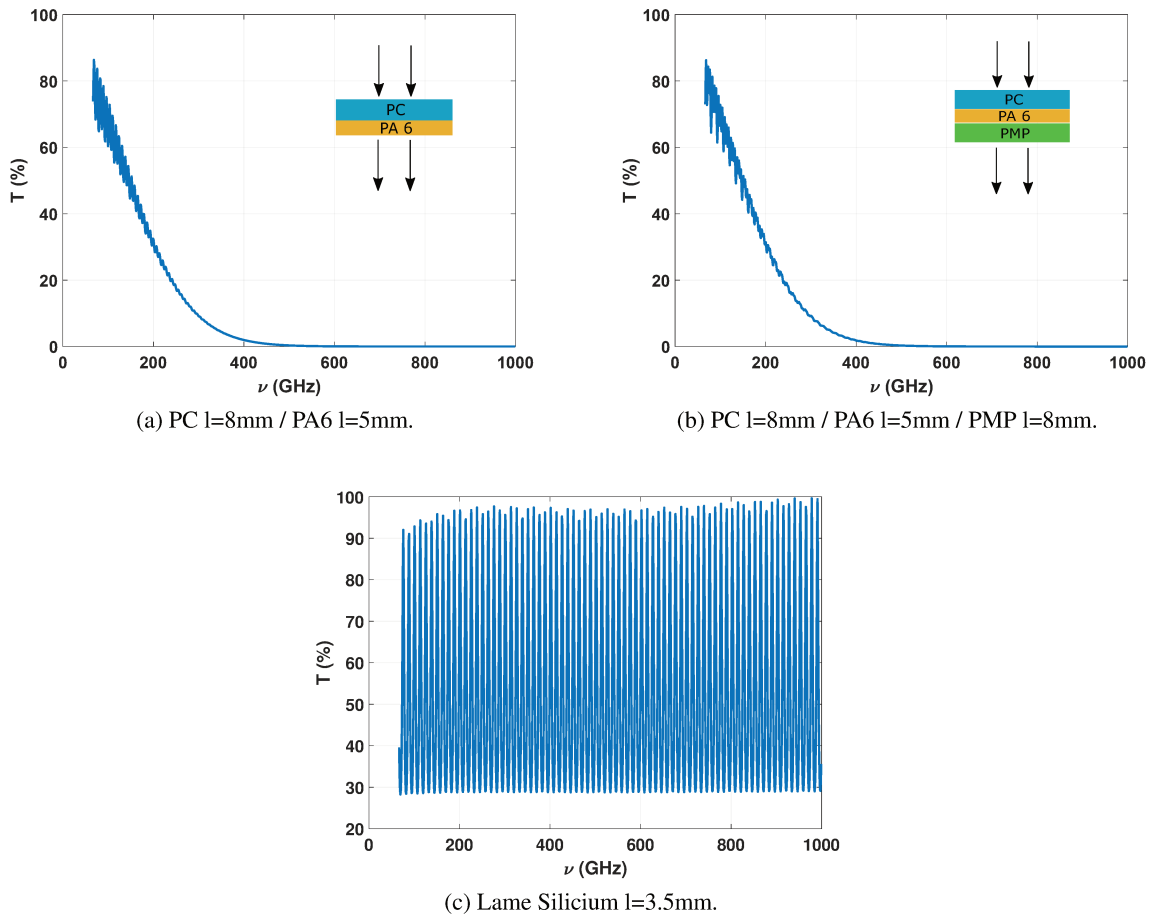 100
80
60
40
20
0
T (%)
PC
PA 6
0 200 400 600 800 1000
ν (GHz)
(a) PC l=8mm / PA6 l=5mm.
100
80
60
40
20
0
T (%)
PC
PA 6
PMP
0 200 400 600 800 1000
ν (GHz)
(b) PC l=8mm / PA6 l=5mm / PMP l=8mm.
100
90
80
70
60
50
40
30
20
T (%)
0 200 400 600 800 1000
ν (GHz)
(c) Lame Silicium l=3.5mm.